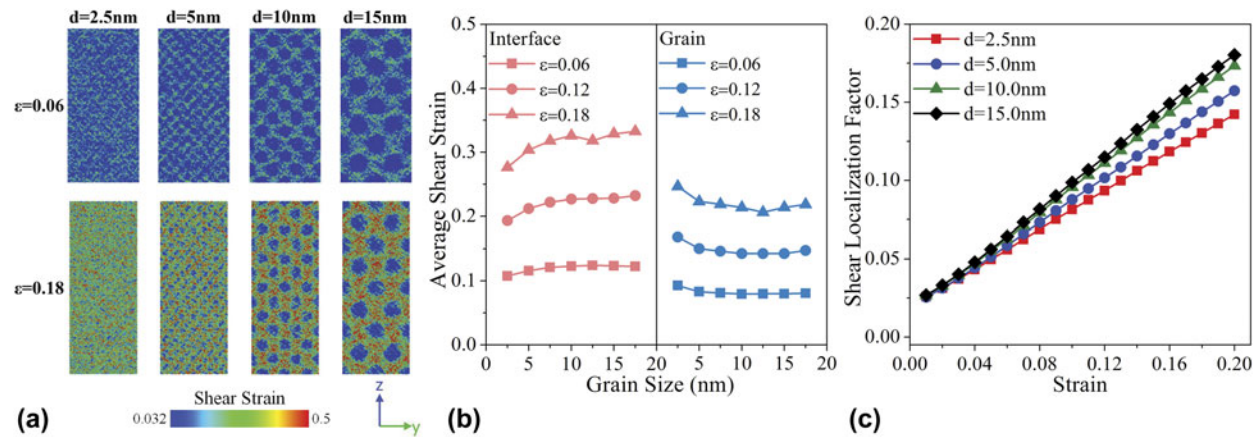 d=2.5nm d=5nm d=10nm d=15nm
ε=0.06
ε=0.18
Shear Strain
0.032 0.5
z
y
(a)
Average Shear Strain
0.5
0.4
0.3
0.2
0.1
0.0
Interface
ε=0.06
ε=0.12
ε=0.18
Grain
ε=0.06
ε=0.12
ε=0.18
0 5 10 15 20 0 5 10 15 20
Grain Size (nm)
(b)
Shear Localization Factor
0.20
0.15
0.10
0.05
0.00
d=2.5nm
d=5.0nm
d=10.0nm
d=15.0nm
0.00 0.04 0.08 0.12 0.16 0.20
Strain
(c)